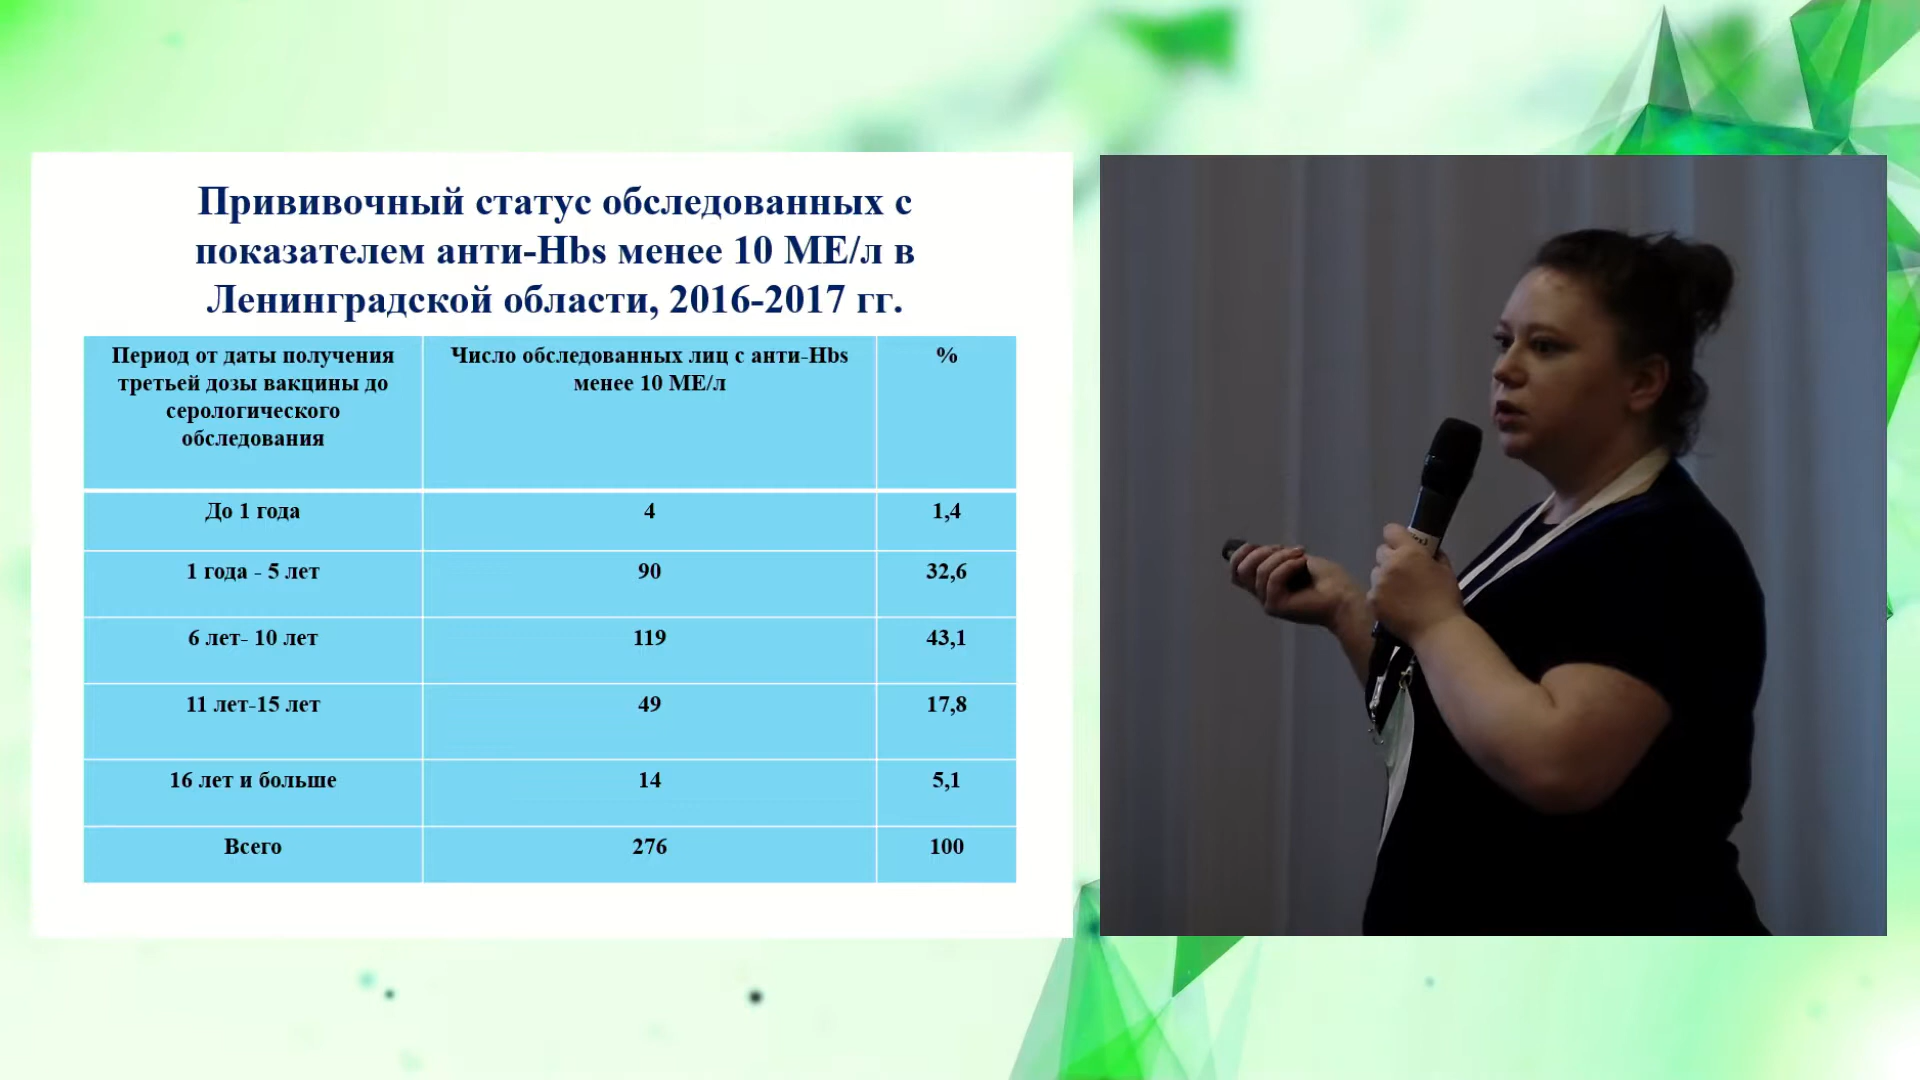 Прививочный статус обследованных с
показателем анти-Hbs менее 10 МЕ/л в
Ленинградской области, 2016-2017 гг.
Период от даты получения
третьей дозы вакцины до
серологического
обследования
Число обследованных лиц с анти-Hbs
менее 10 МЕ/л
%
До 1 года
4
1,4
1 года - 5 лет
90
32,6
6 лет- 10 лет
119
43,1
11 лет-15 лет
49
17,8
16 лет и больше
14
5,1
Всего
276
100